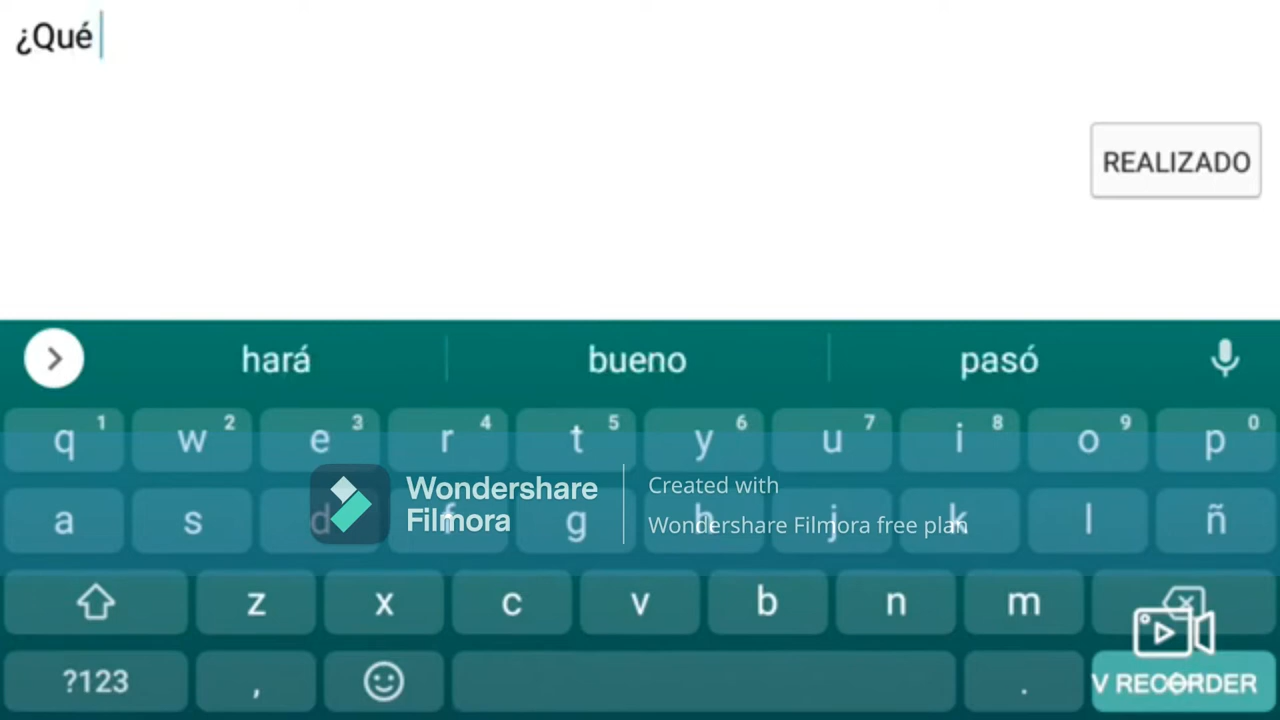 ¿Qué
REALIZADO
hará bueno pasó
q 1 w 2 e 3 r 4 t 5 y 6 u 7 i 8 o 9 p 0
a s d f g h j k l ñ
Wondershare
Filmora
Created with
Wondershare Filmora free plan
z x c v b n m
?123 , .
V RECORDER